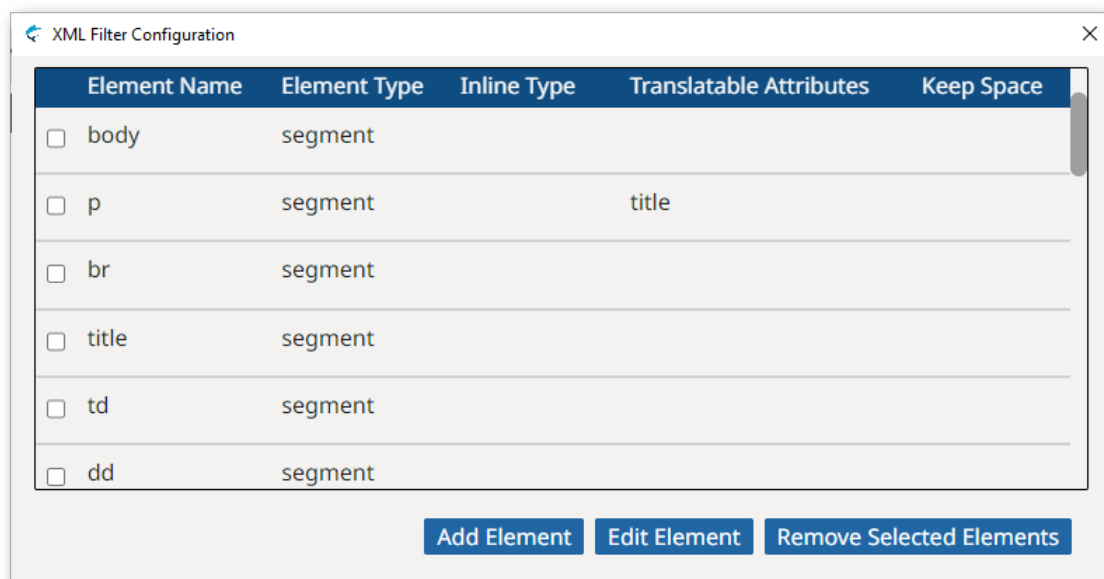 XML Filter Configuration
Element Name Element Type Inline Type Translatable Attributes Keep Space
body segment
p segment title
br segment
title segment
td segment
dd segment
Add Element Edit Element Remove Selected Elements